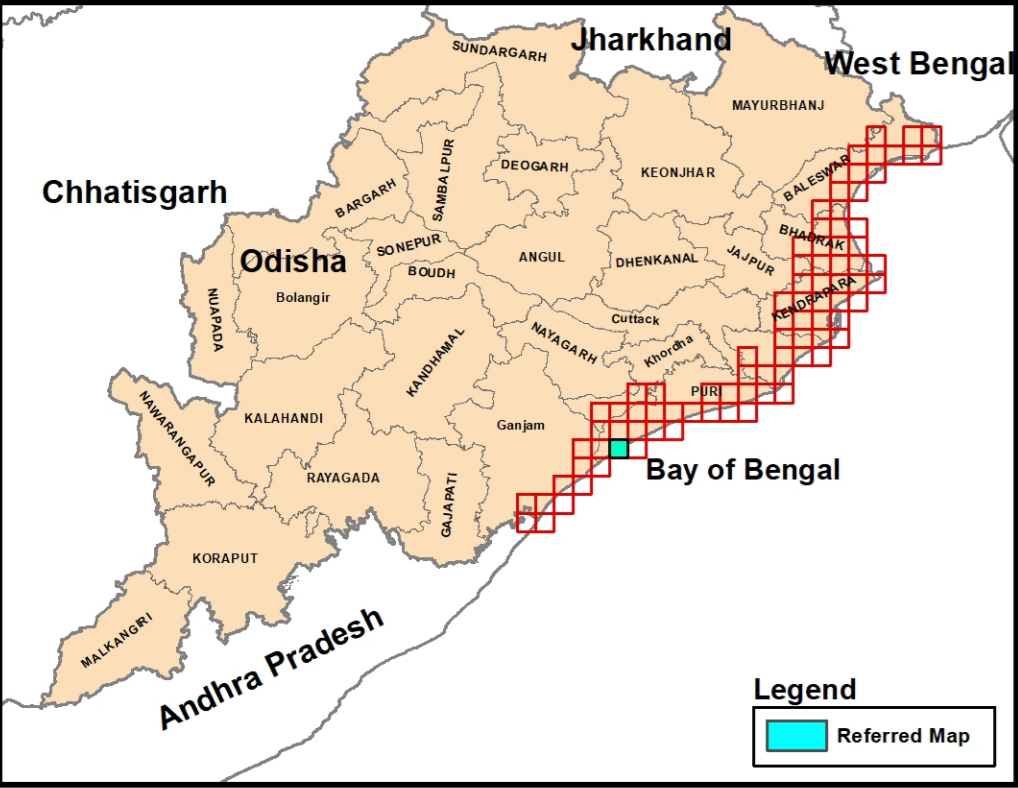 Jharkhand
SUNDARGARH
West Bengal
MAYURBHANJ
DEOGARH
KEONJHAR
BALESWAR
SAMBALPUR
Chhatisgarh
BARGARH
BHADRAK
SONEPUR
Odisha
ANGUL
DHENKANAL
JAJPUR
BOUDH
Bolangir
KENDRAPARA
NUAPADA
Cuttack
NAYAGARH
Khordha
KANDHAMAL
PURI
KALAHANDI
Ganjam
NAWARANGAPUR
Bay of Bengal
RAYAGADA
GAJAPATI
KORAPUT
MALKANGIRI
Andhra Pradesh
Legend
Referred Map